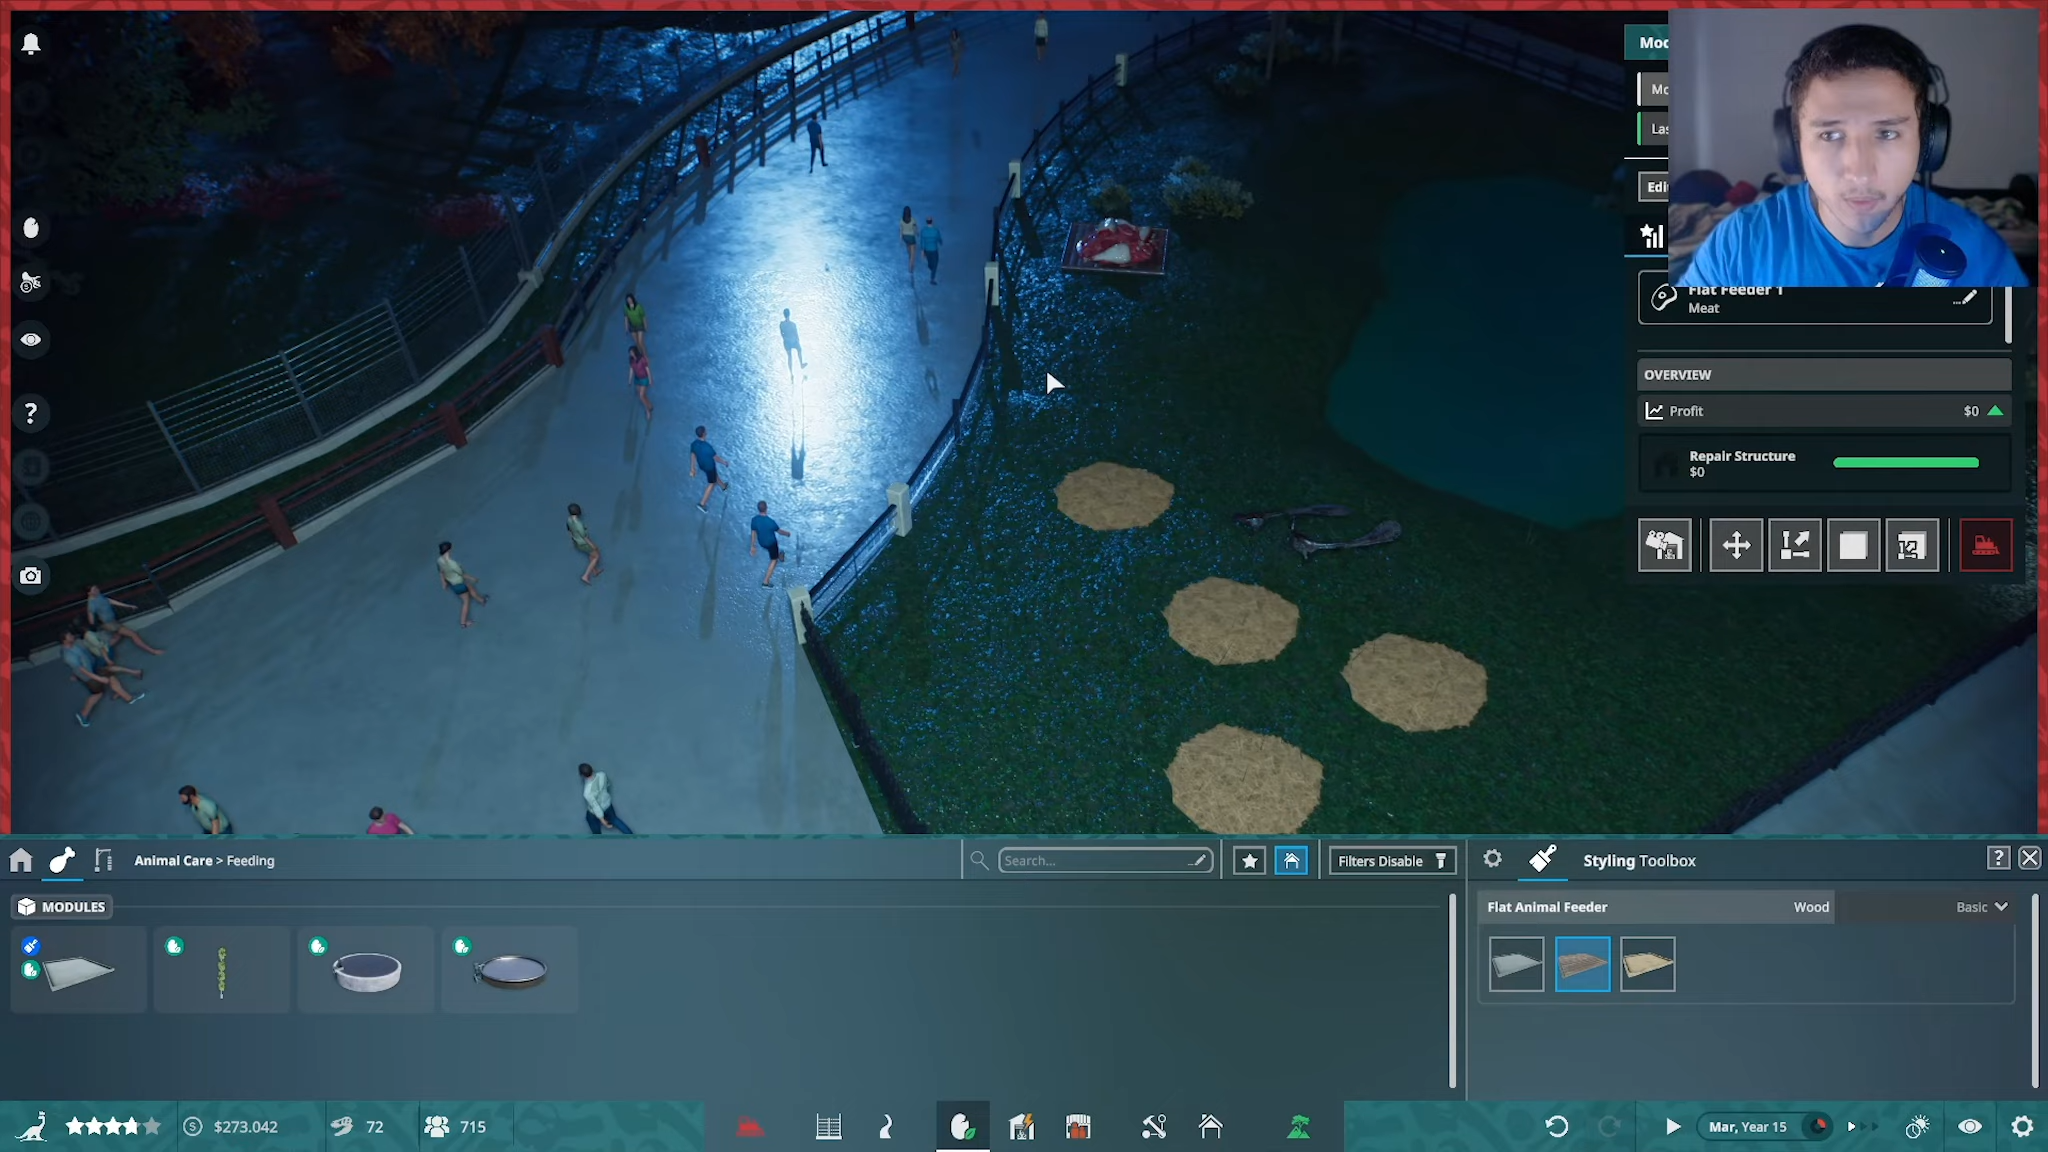 Flat Feeder 1
Meat
OVERVIEW
Profit $0
Repair Structure
$0
Animal Care > Feeding
Search...
Filters Disable
Styling Toolbox
?
MODULES
Flat Animal Feeder Wood Basic
$273.042
72
715
Mar, Year 15